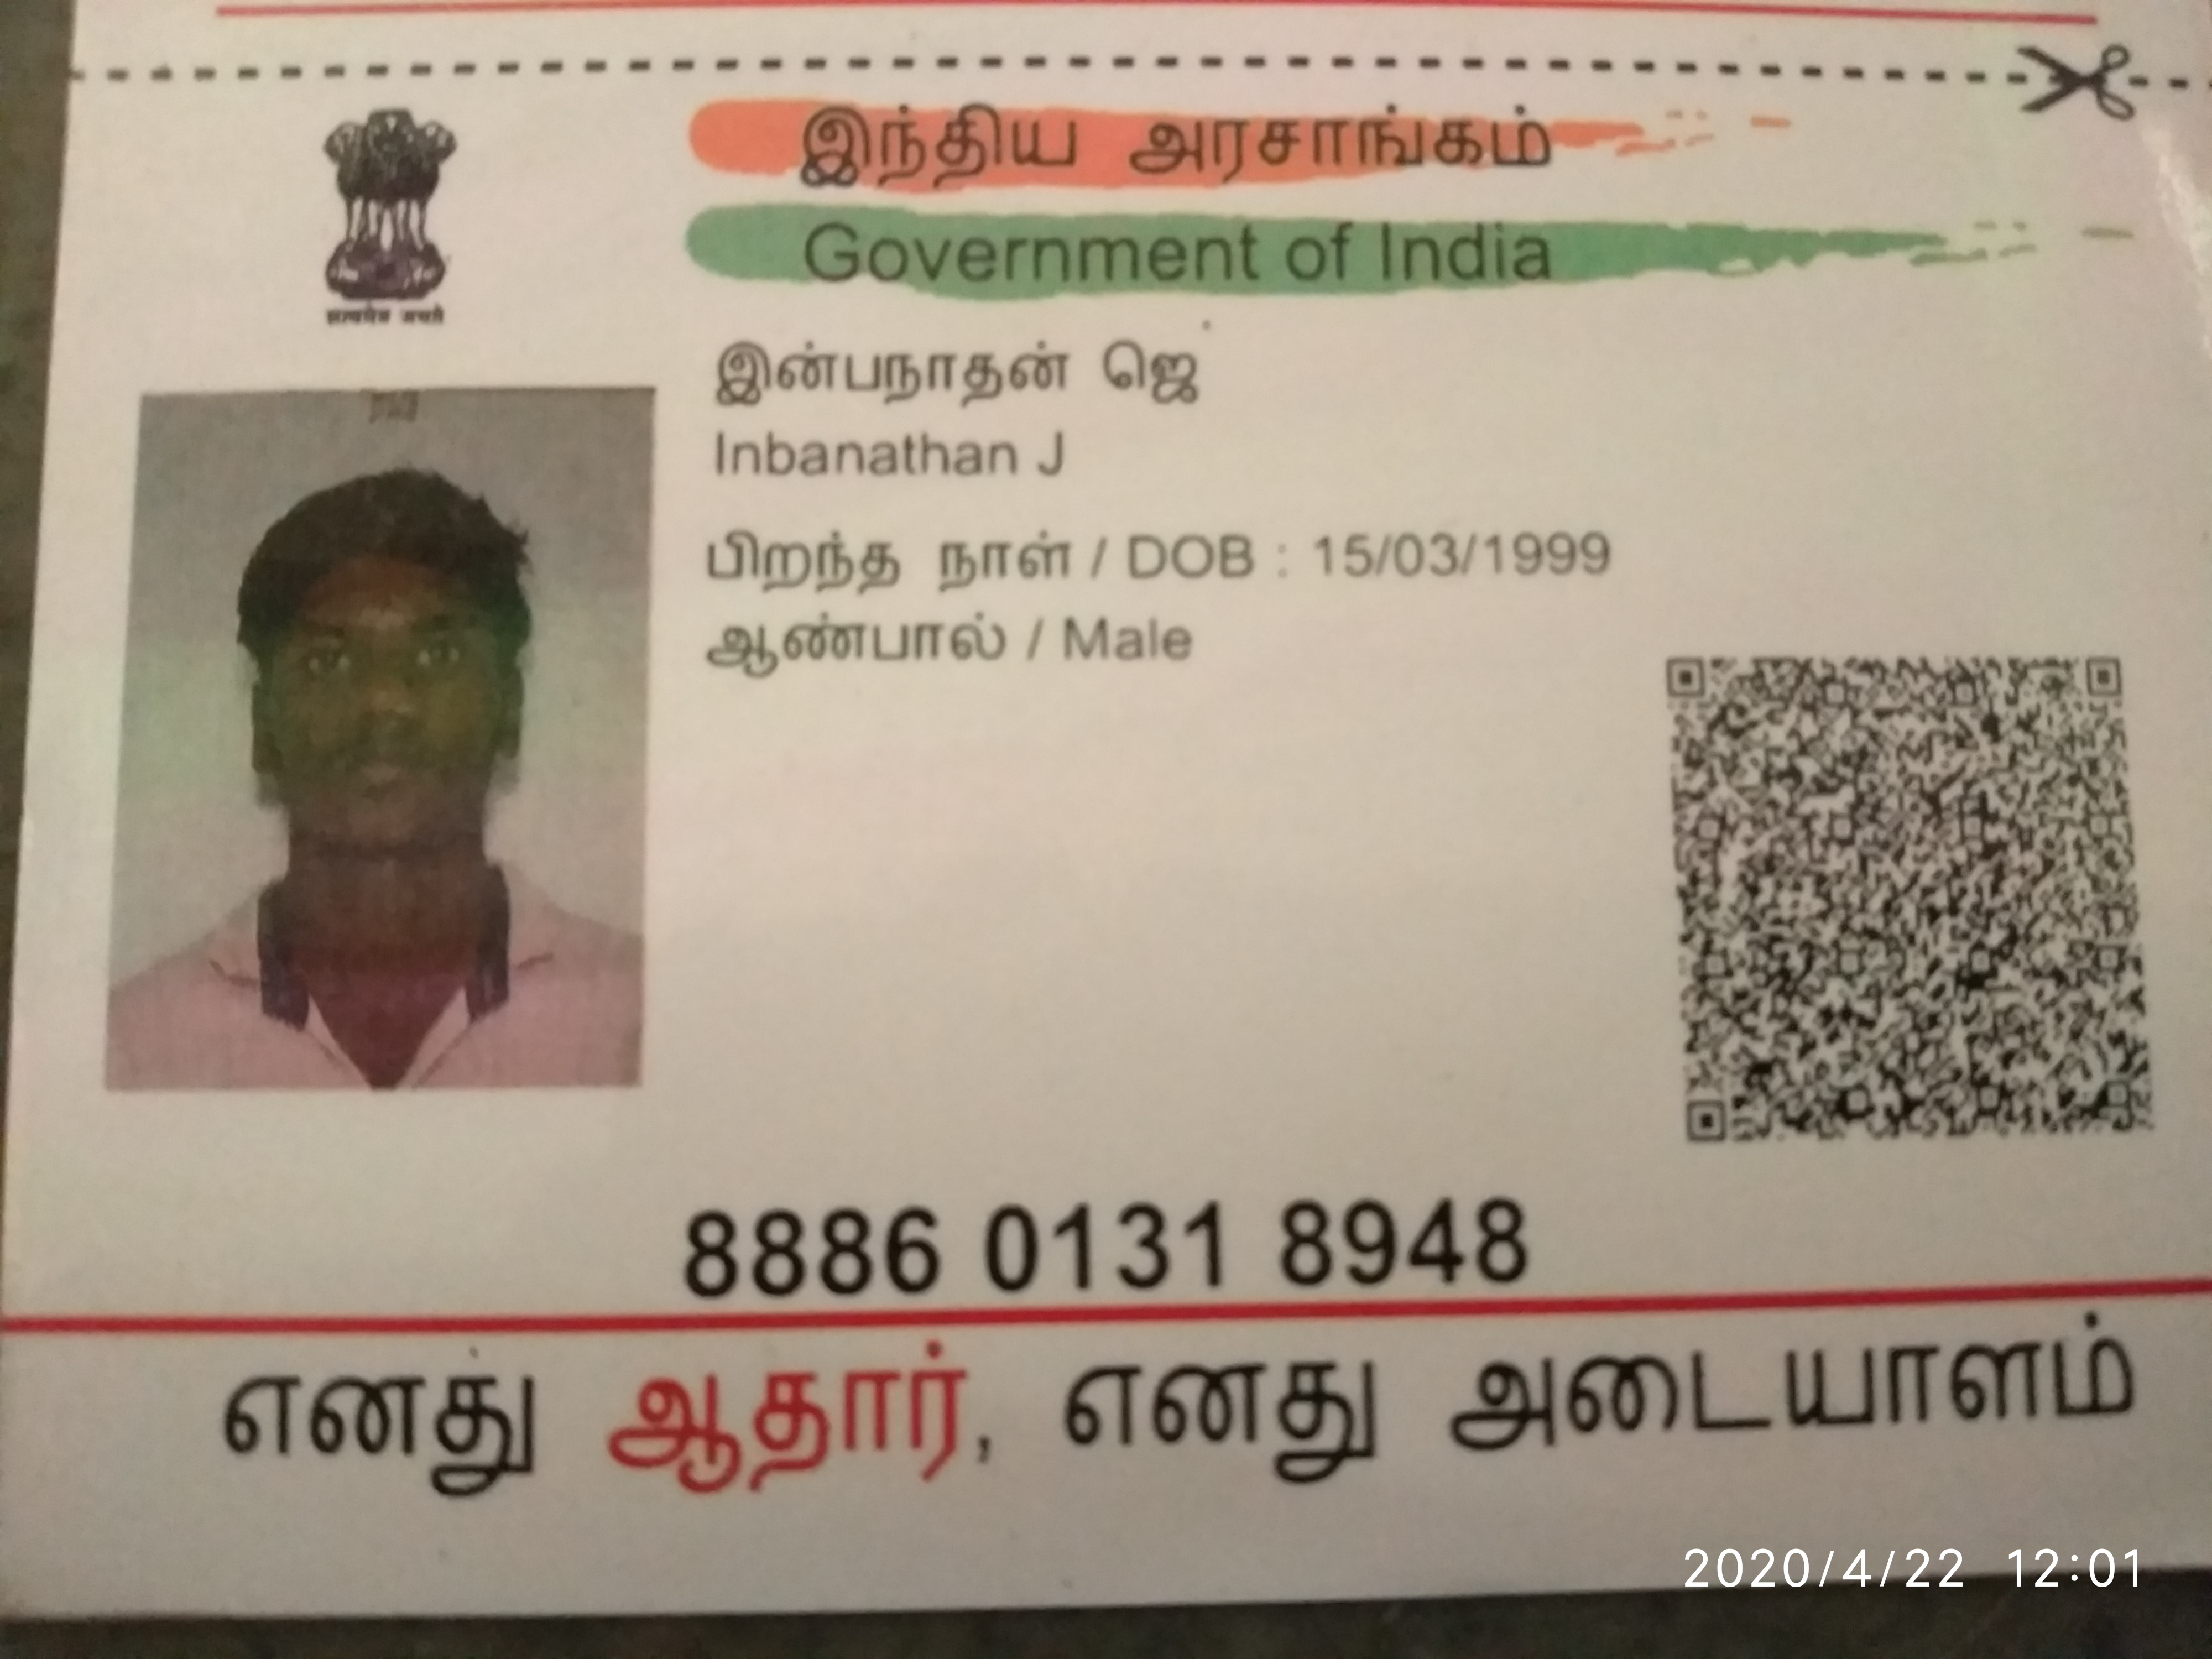 இந்திய அரசாங்கம்
Government of India
सत्यमेव जयते
இன்பநாதன் ஜெ
Inbanathan J
பிறந்த நாள் / DOB : 15/03/1999
ஆண்பால் / Male
8886 0131 8948
எனது ஆதார், எனது அடையாளம்
2020/4/22 12:01